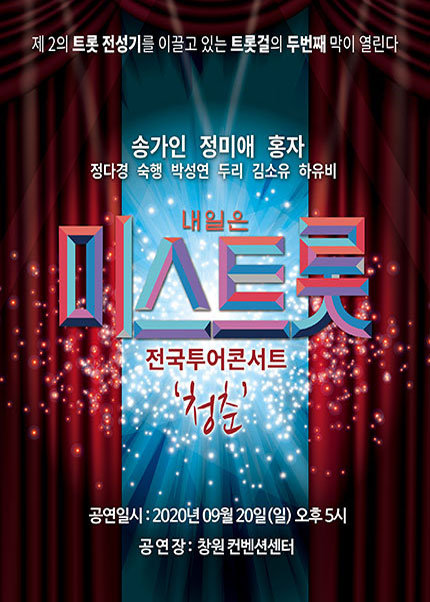 제 2의 트롯 전성기를 이끌고 있는 트롯걸의 두번째 막이 열린다
송가인 정미애 홍자
정다경 숙행 박성연 두리 김소유 하유비
내일은
미스트롯
전국투어콘서트
'청춘'
공연일시 : 2020년 09월 20일(일) 오후 5시
공 연 장 : 창원컨벤션센터